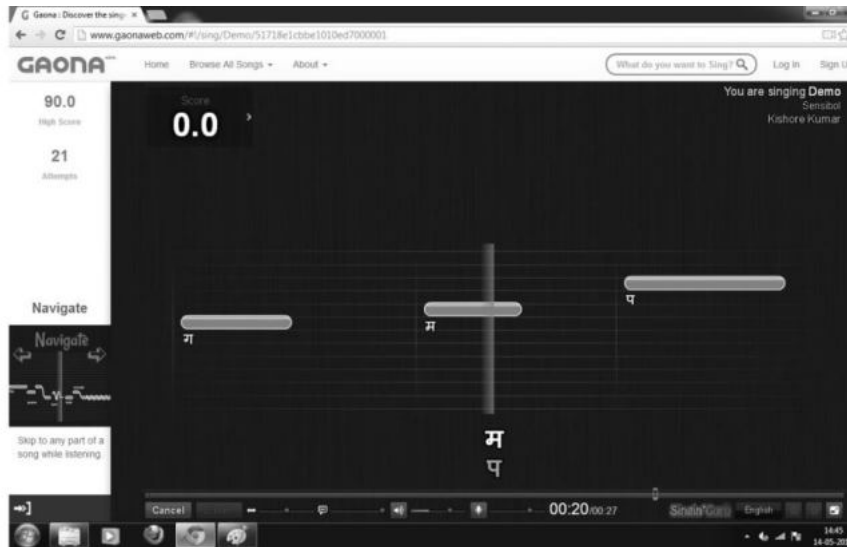 Gaona : Discover the sing
www.gaonaweb.com/#!/sing/Demo/51718e1cbbe1010ed7000001
GAONA
Home Browse All Songs About What do you want to Sing? Log In Sign U
90.0
High Score
21
Attempts
Score
0.0
You are singing Demo
Sensibol
Kishore Kumar
प
म
ग
Navigate
Navigate
Skip to any part of a
song while listening
म
प
Cancel 00:20/00:27 English
14:45
14-05-201